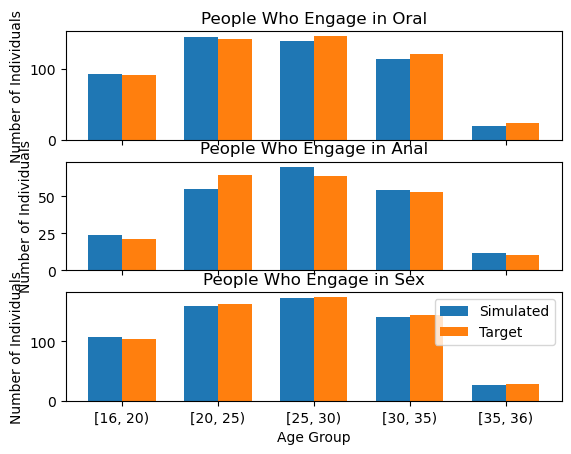 People Who Engage in Oral
Number of Individuals
100
0
People Who Engage in Anal
Number of Individuals
50
25
0
People Who Engage in Sex
Number of Individuals
100
0
Simulated
Target
[16, 20)
[20, 25)
[25, 30)
[30, 35)
[35, 36)
Age Group